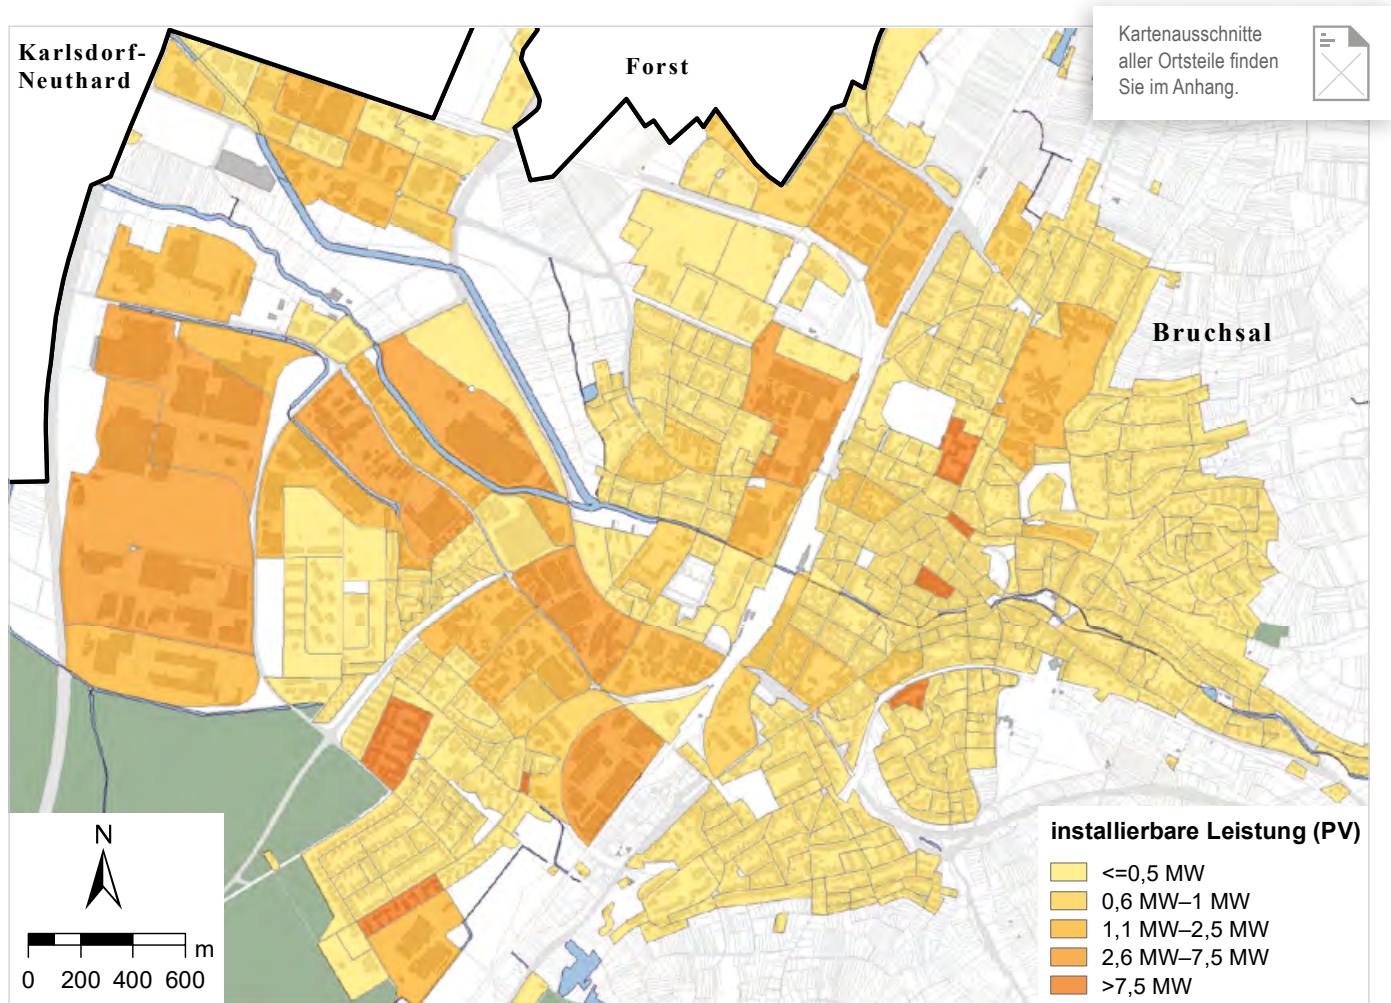 Karlsdorf-
Neuthard
Forst
Kartenausschnitte
aller Ortsteile finden
Sie im Anhang.
Bruchsal
N
m
0 200 400 600
installierbare Leistung (PV)
<=0,5 MW
0,6 MW–1 MW
1,1 MW–2,5 MW
2,6 MW–7,5 MW
>7,5 MW